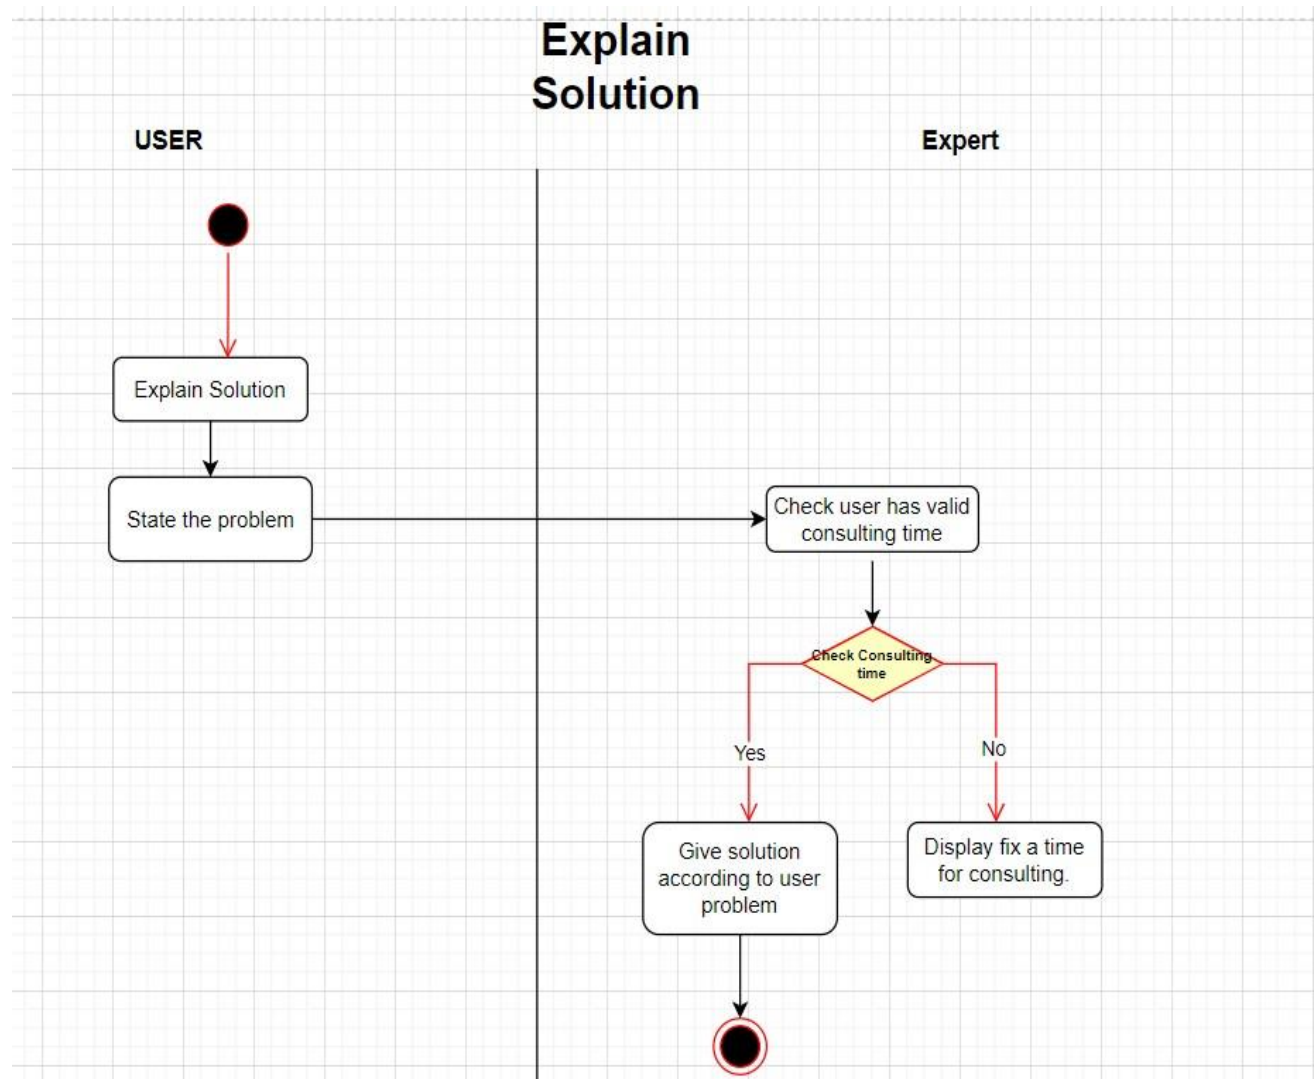 Explain
Solution
USER
Expert
Explain Solution
State the problem
Check user has valid
consulting time
Check Consulting
time
Yes
No
Give solution
according to user
problem
Display fix a time
for consulting.